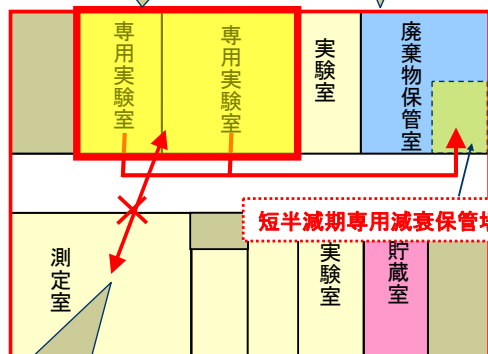 専用実験室
専用実験室
実験室
廃棄物保管室
短半減期専用減衰保管場
測定室
実験室
貯蔵室